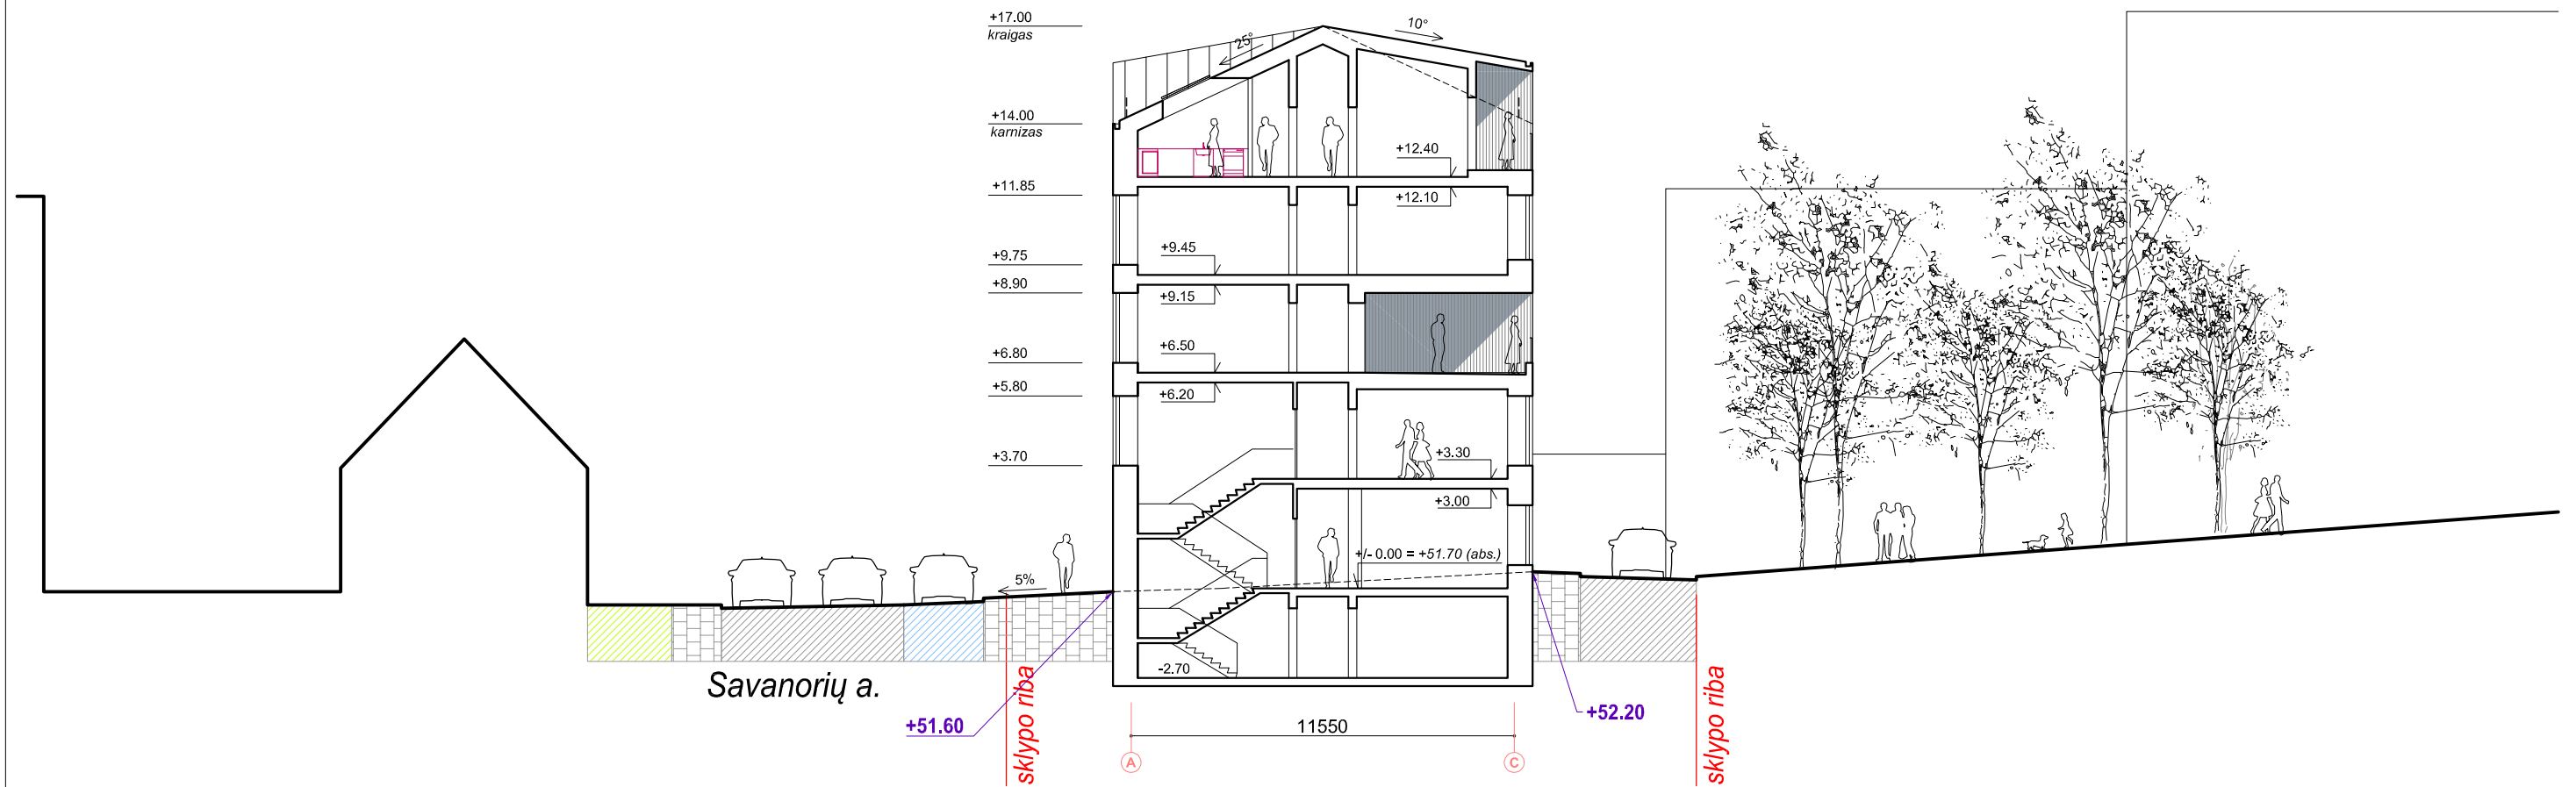 +17.00
kraigas
25°
10°
+14.00
karnizas
+12.40
+11.85
+12.10
+9.45
+9.75
+8.90
+9.15
+6.50
+6.80
+5.80
+6.20
+3.70
+3.30
+3.00
+/- 0.00 = +51.70 (abs.)
5%
-2.70
Savanorių a.
sklypo riba
sklypo riba
+51.60
+52.20
11550
A
C